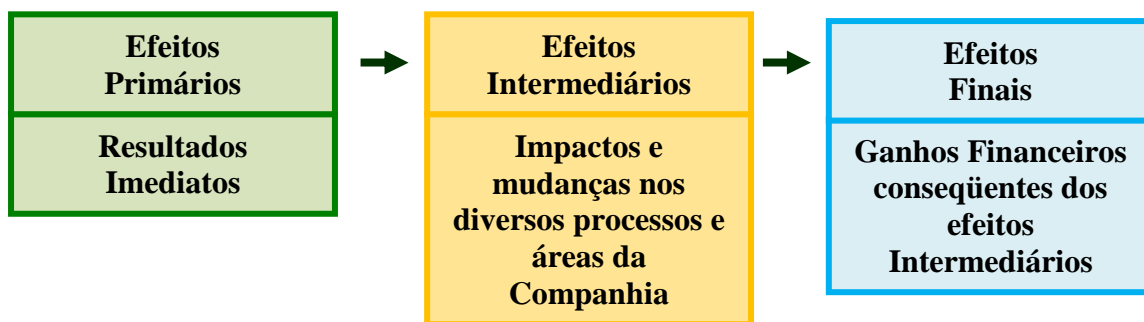 Efeitos
Primários
Resultados
Imediatos
Efeitos
Intermediários
Impactos e
mudanças nos
diversos processos e
áreas da
Companhia
Efeitos
Finais
Ganhos Financeiros
conseqüentes dos
efeitos
Intermediários